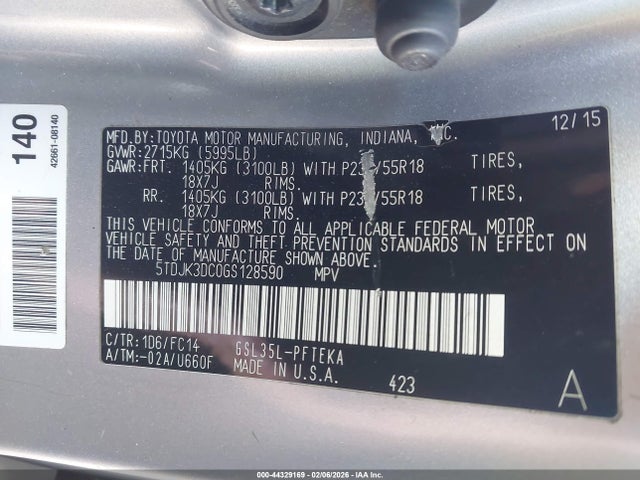 140
42661-08140
MFD.BY:TOYOTA MOTOR MANUFACTURING, INDIANA, INC. 12/15
GVWR:2715KG (5995LB)
GAWR:FRT. 1405KG (3100LB) WITH TIRES,
18X7J RIMS.
RR. 1405KG (3100LB) WITH TIRES,
18X7J RIMS.
THIS VEHICLE CONFORMS TO ALL APPLICABLE FEDERAL MOTOR
VEHICLE SAFETY AND THEFT PREVENTION STANDARDS IN EFFECT ON
THE DATE OF MANUFACTURE SHOWN ABOVE.
5TDJK3DC0GS128590 MPV
C/TR:1D6/FC14 GSL35L-PFTEKA
A/TM:-02A/U660F MADE IN U.S.A. 423 A
000-44329169 - 02/06/2026 - IAA Inc.